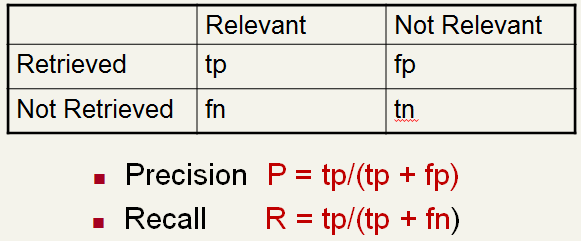 Relevant Not Relevant
Retrieved tp fp
Not Retrieved fn tn
▪ Precision P = tp/(tp + fp)
▪ Recall R = tp/(tp + fn)